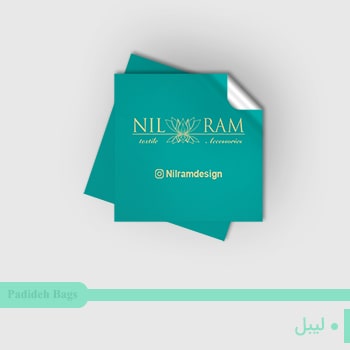 NIL RAM
textile Accessories
Nilramdesign
Padideh Bags
لیبل